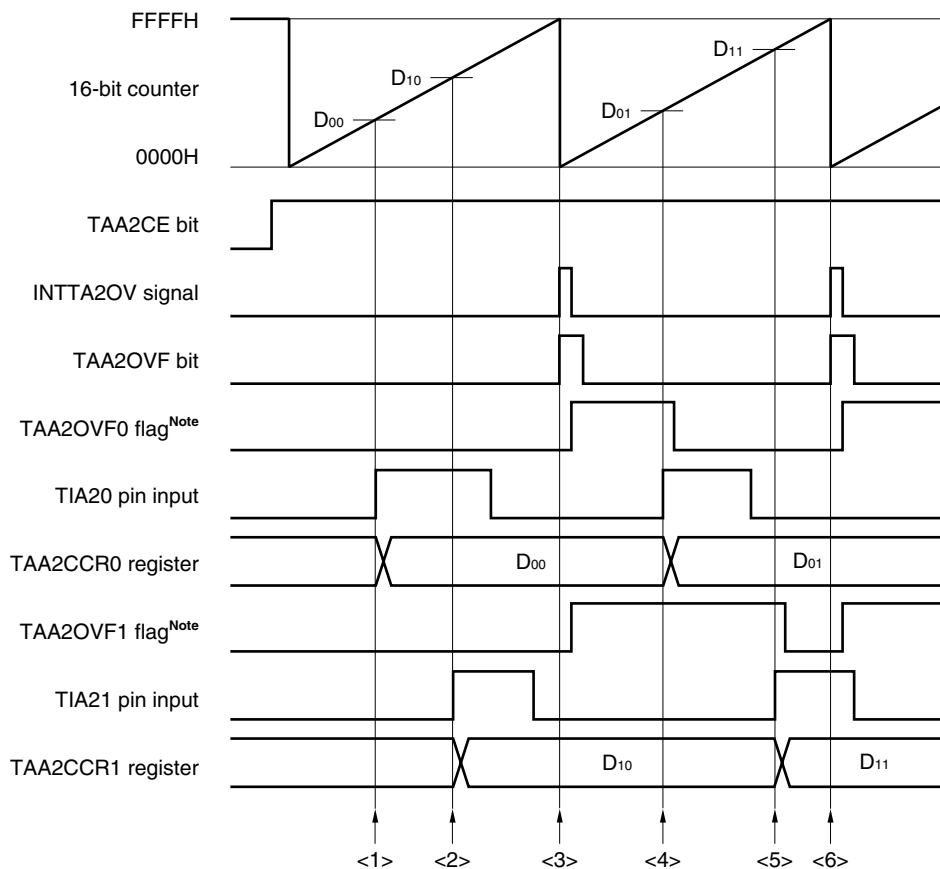 FFFFH
D11
D10
16-bit counter
D01
D00
0000H
TAA2CE bit
INTTA2OV signal
TAA2OVF bit
TAA2OVF0 flagNote
TIA20 pin input
TAA2CCR0 register
D00
D01
TAA2OVF1 flagNote
TIA21 pin input
TAA2CCR1 register
D10
D11
<1> <2> <3> <4> <5> <6>